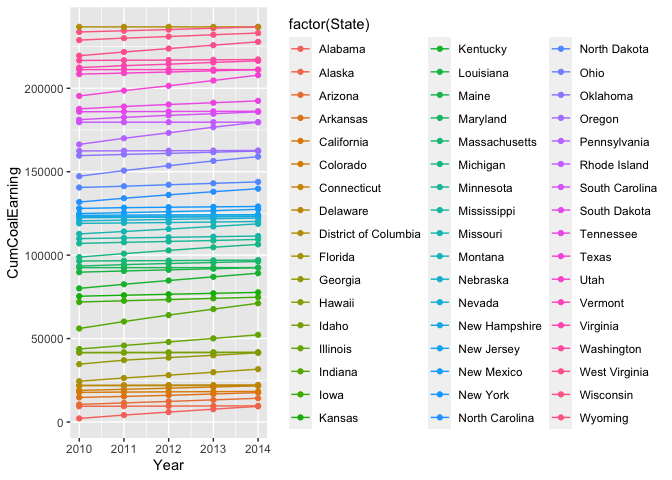 factor(State)
Alabama
Alaska
Arizona
Arkansas
California
Colorado
Connecticut
Delaware
District of Columbia
Florida
Georgia
Hawaii
Idaho
Illinois
Indiana
Iowa
Kansas
Kentucky
Louisiana
Maine
Maryland
Massachusetts
Michigan
Minnesota
Mississippi
Missouri
Montana
Nebraska
Nevada
New Hampshire
New Jersey
New Mexico
New York
North Carolina
North Dakota
Ohio
Oklahoma
Oregon
Pennsylvania
Rhode Island
South Carolina
South Dakota
Tennessee
Texas
Utah
Vermont
Virginia
Washington
West Virginia
Wisconsin
Wyoming
CumCoalEarning
200000
150000
100000
50000
0
2010 2011 2012 2013 2014
Year